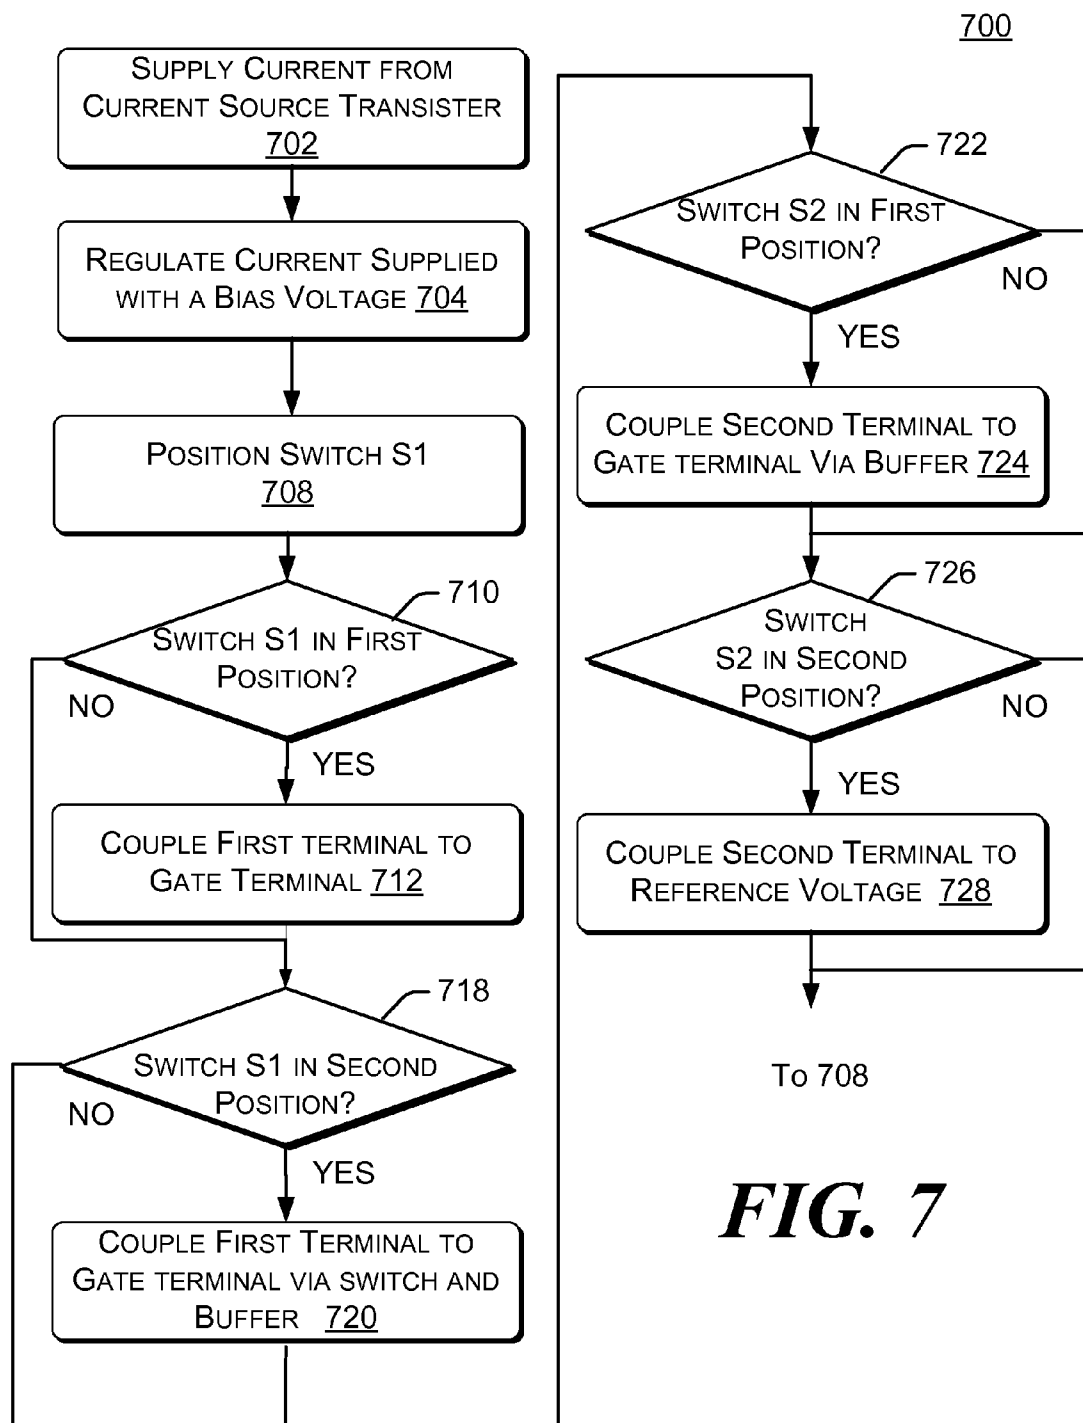 700
SUPPLY CURRENT FROM
CURRENT SOURCE TRANSISTER
702
REGULATE CURRENT SUPPLIED
WITH A BIAS VOLTAGE 704
POSITION SWITCH S1
708
710
SWITCH S1 IN FIRST
POSITION?
NO
YES
COUPLE FIRST TERMINAL TO
GATE TERMINAL 712
718
SWITCH S1 IN SECOND
POSITION?
NO
YES
COUPLE FIRST TERMINAL TO
GATE TERMINAL VIA SWITCH AND
BUFFER 720
722
SWITCH S2 IN FIRST
POSITION?
NO
YES
COUPLE SECOND TERMINAL TO
GATE TERMINAL VIA BUFFER 724
726
SWITCH
S2 IN SECOND
POSITION?
NO
YES
COUPLE SECOND TERMINAL TO
REFERENCE VOLTAGE 728
To 708
FIG. 7